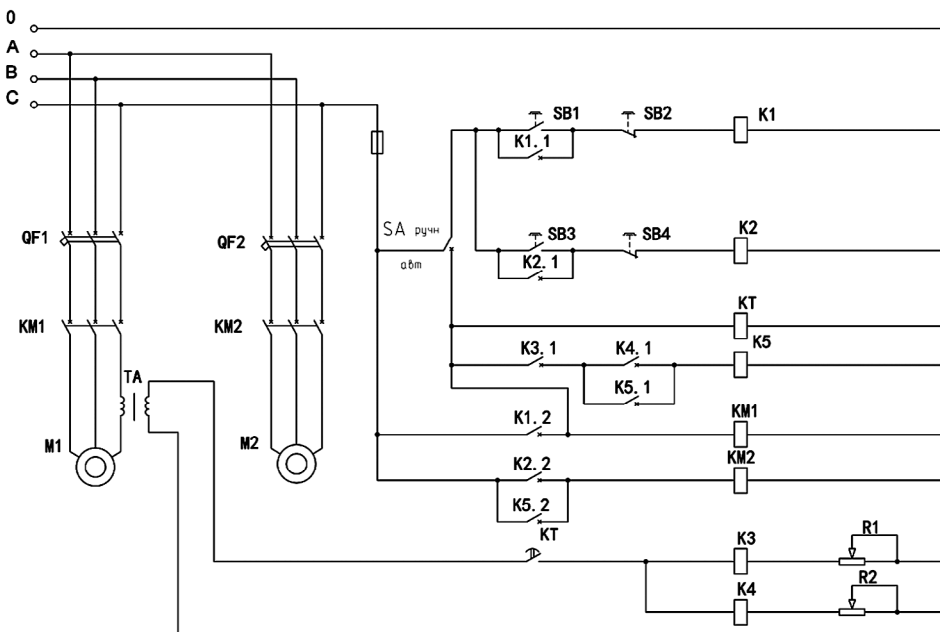 0
A
B
C
SB1
SB2
K1
K1.1
QF1
QF2
SA ручн
авт
SB3
SB4
K2
K2.1
KM1
KM2
KT
K3.1
K4.1
K5
K5.1
TA
K1.2
KM1
M1
M2
K2.2
KM2
K5.2
KT
K3
R1
K4
R2